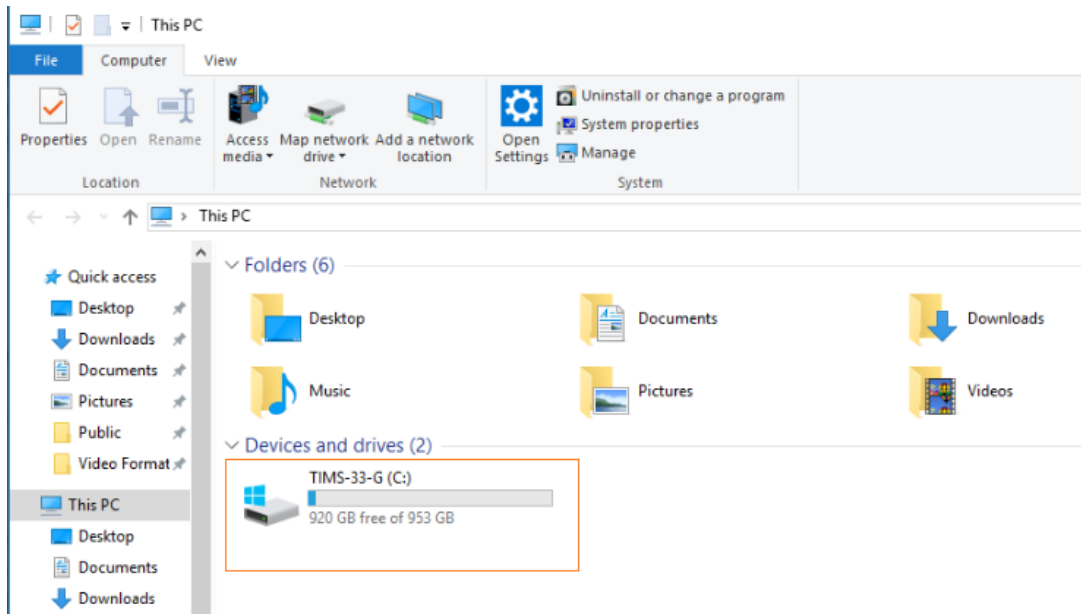 This PC
File Computer View
Properties Open Rename
Access media Map network drive Add a network location
Open Settings
Uninstall or change a program
System properties
Manage
Location Network System
This PC
Quick access
Desktop
Downloads
Documents
Pictures
Public
Video Format
This PC
Desktop
Documents
Downloads
Folders (6)
Desktop Documents Downloads
Music Pictures Videos
Devices and drives (2)
TIMS-33-G (C:)
920 GB free of 953 GB